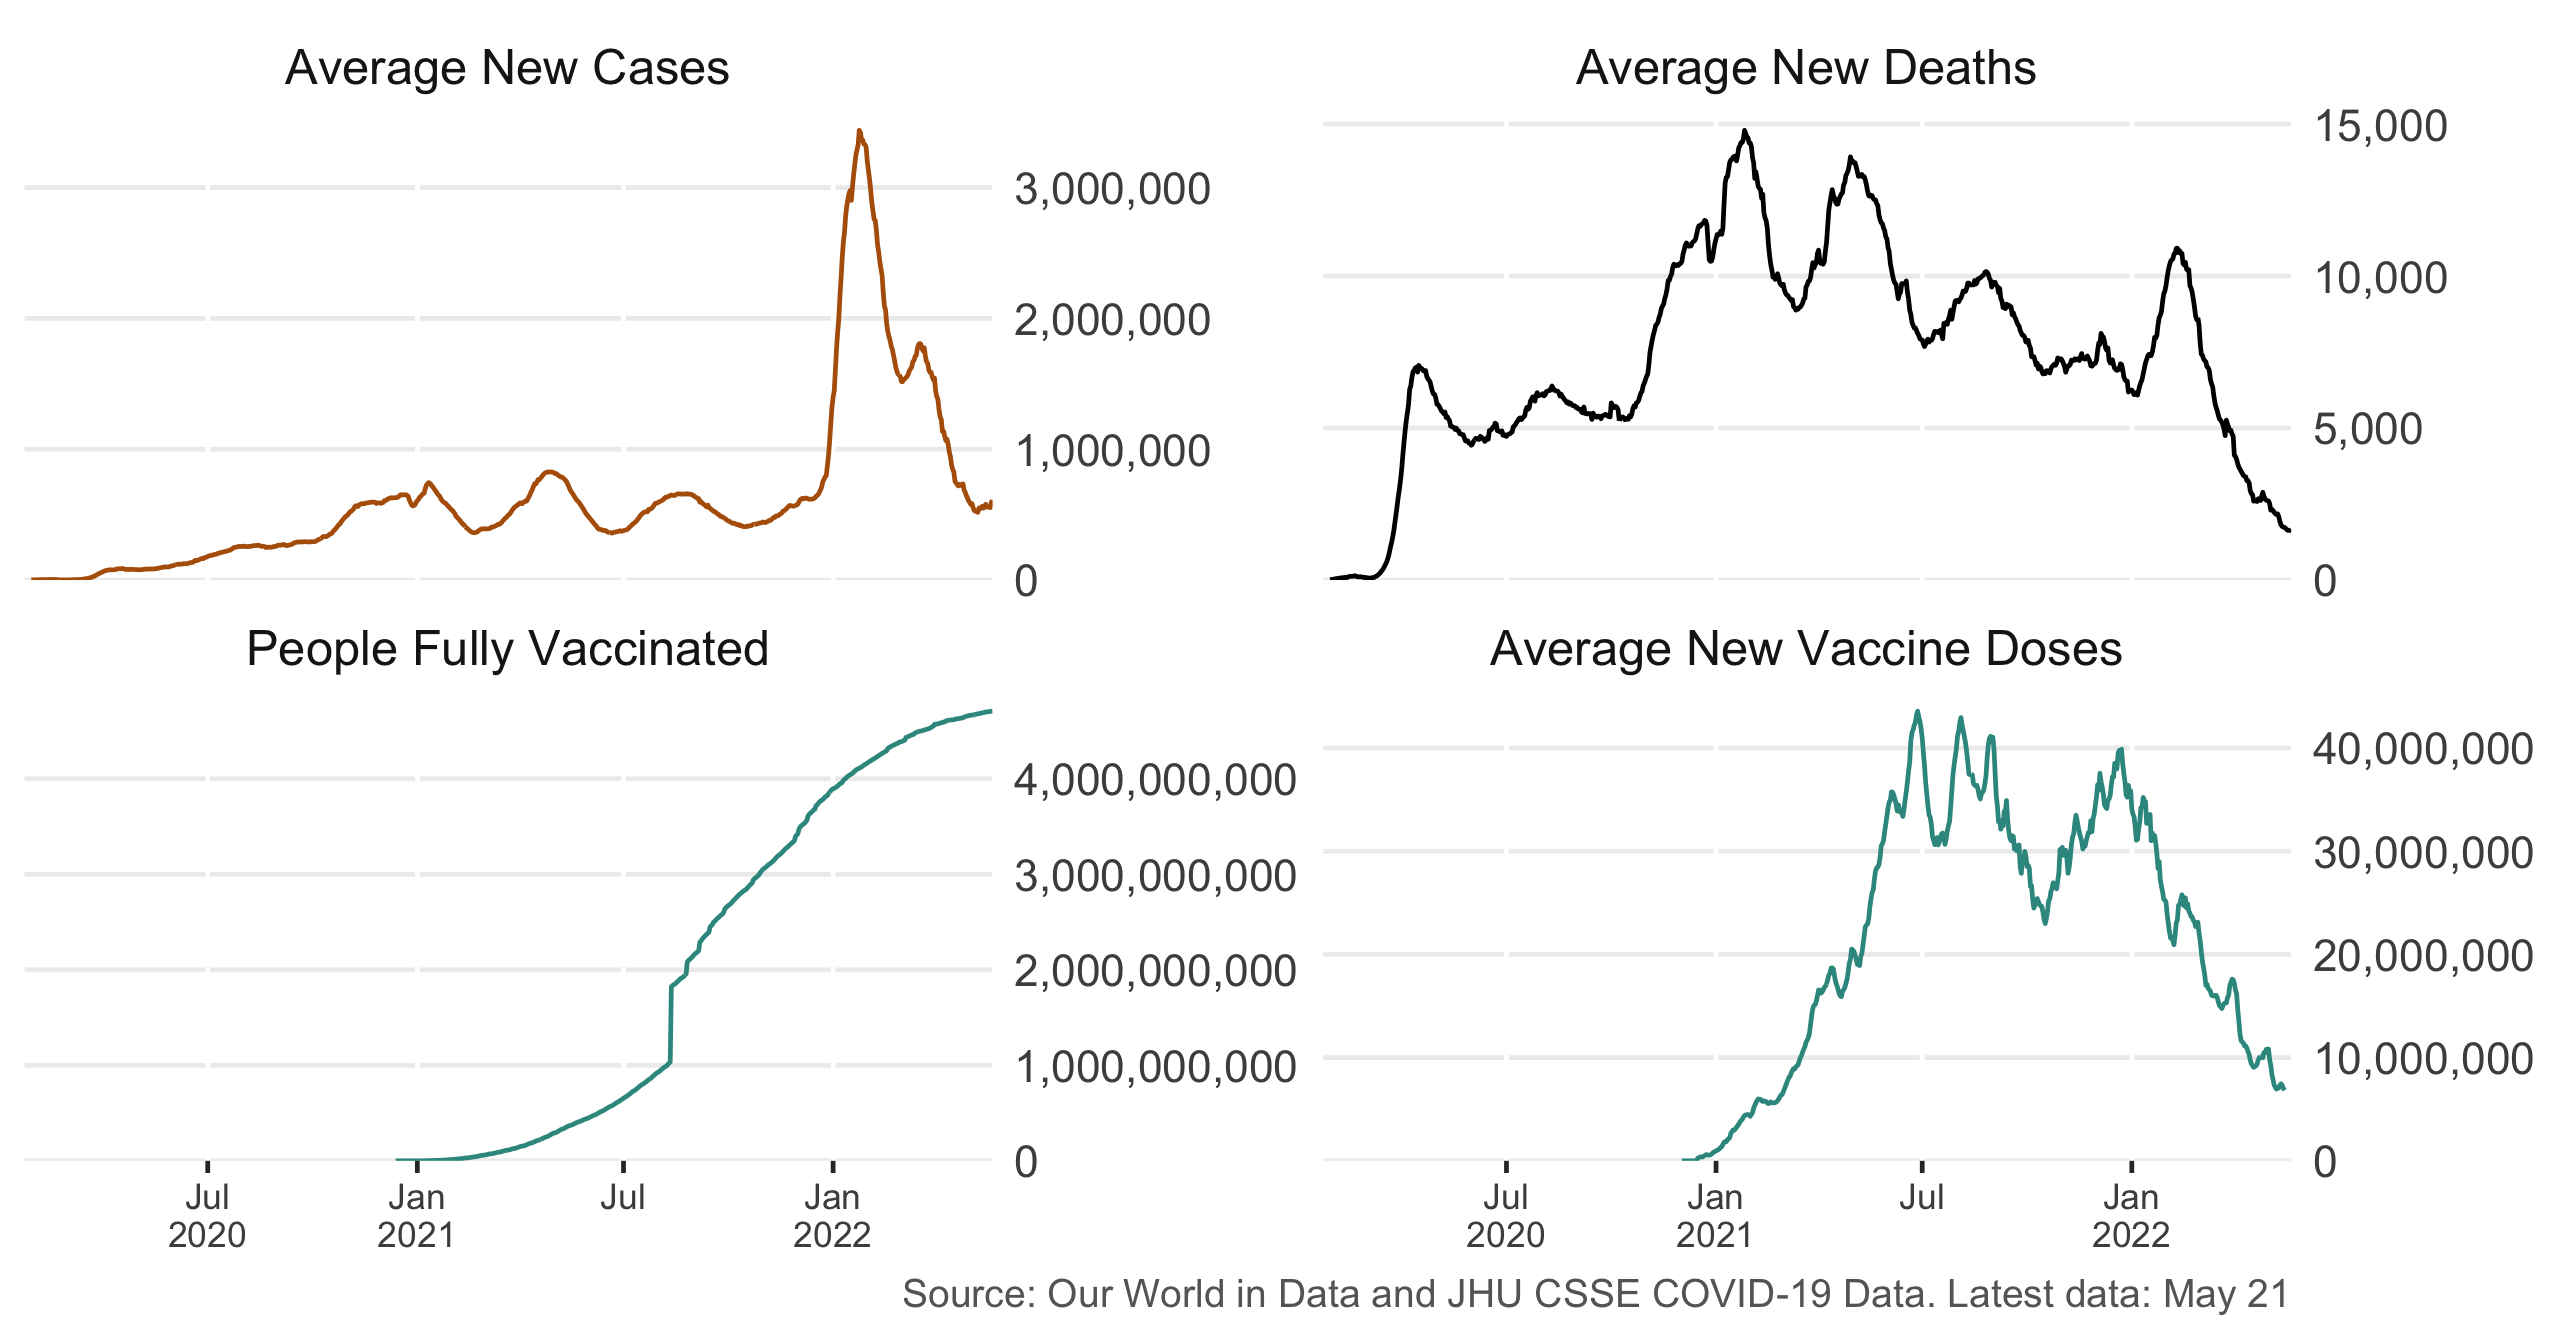 Average New Cases
3,000,000
2,000,000
1,000,000
0
Average New Deaths
15,000
10,000
5,000
0
People Fully Vaccinated
4,000,000,000
3,000,000,000
2,000,000,000
1,000,000,000
0
Jul
2020
Jan
2021
Jul
Jan
2022
Average New Vaccine Doses
40,000,000
30,000,000
20,000,000
10,000,000
0
Jul
2020
Jan
2021
Jul
Jan
2022
Source: Our World in Data and JHU CSSE COVID-19 Data. Latest data: May 21